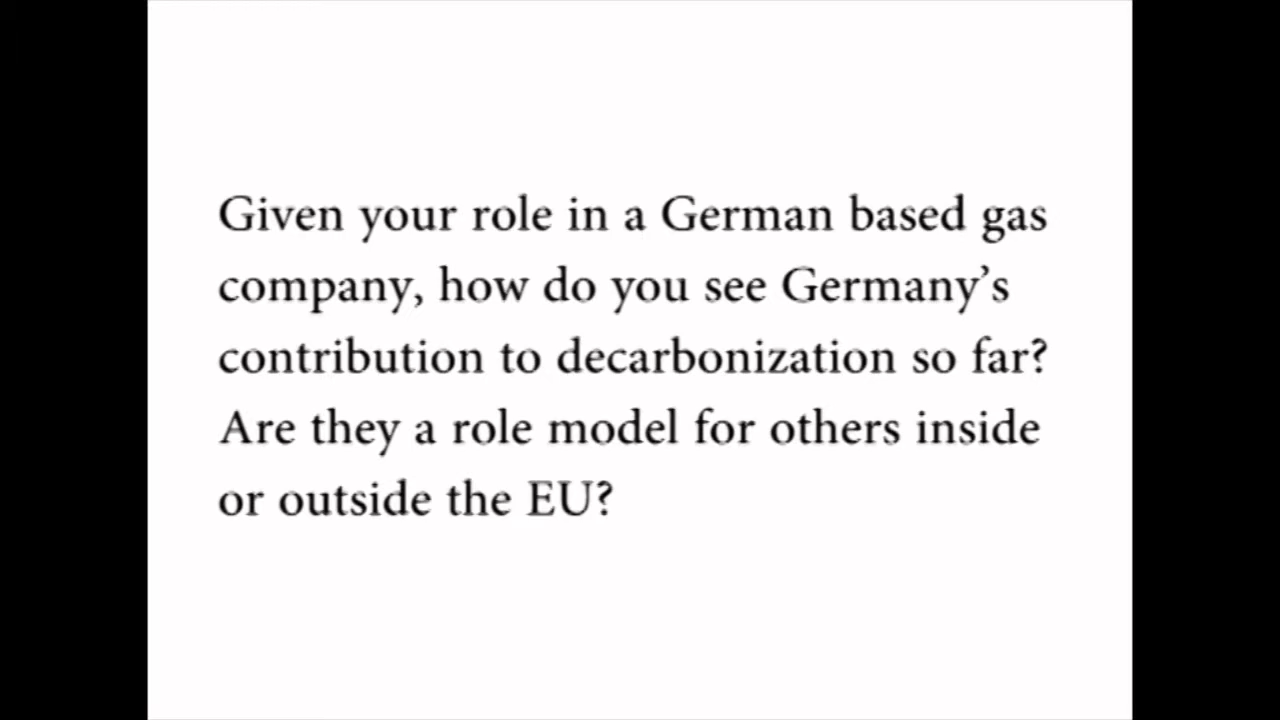 Given your role in a German based gas
company, how do you see Germany’s
contribution to decarbonization so far?
Are they a role model for others inside
or outside the EU?